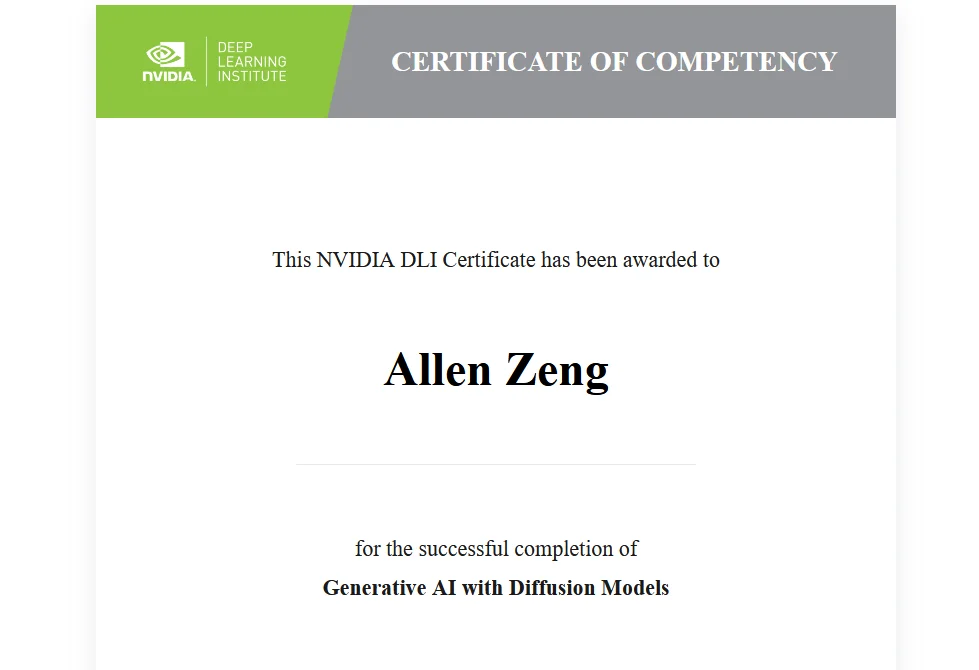 NVIDIA.
DEEP
LEARNING
INSTITUTE
CERTIFICATE OF COMPETENCY
This NVIDIA DLI Certificate has been awarded to
Allen Zeng
for the successful completion of
Generative AI with Diffusion Models